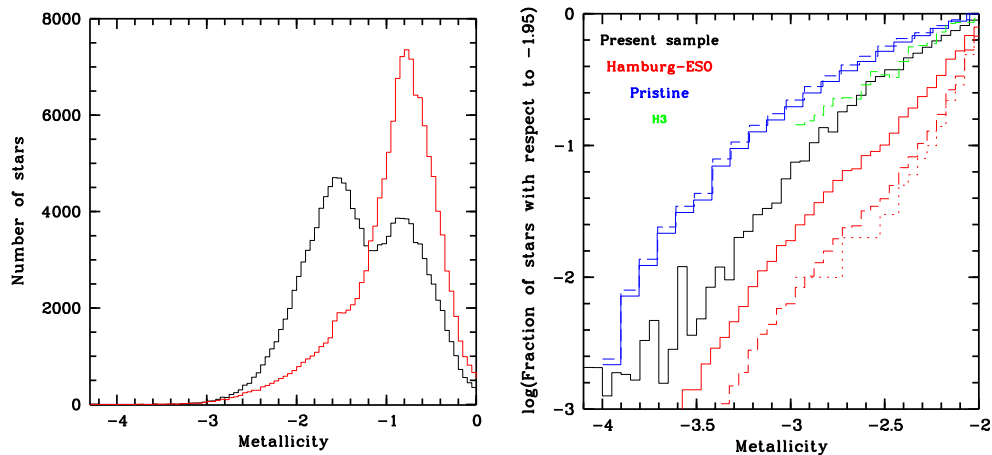 8000
6000
4000
2000
0
Number of stars
-4
-3
-2
-1
0
Metallicity
0
-1
-2
-3
log(Fraction of stars with respect to -1.95)
Present sample
Hamburg-ESO
Pristine
H3
-4
-3.5
-3
-2.5
-2
Metallicity